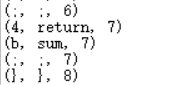 (;, ;, 6)
(4, return, 7)
(b, sum, 7)
(;, ;, 7)
(}, }, 8)